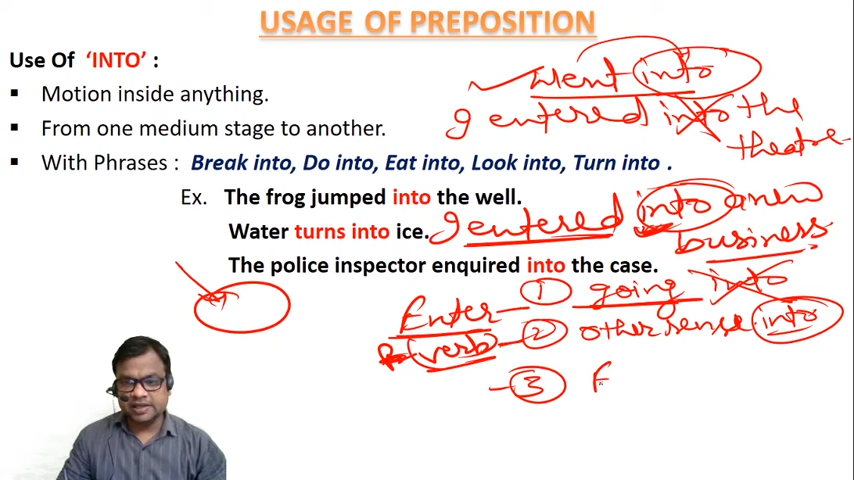 USAGE OF PREPOSITION
Use Of ‘INTO’ :
▪ Motion inside anything.
▪ From one medium stage to another.
▪ With Phrases : Break into, Do into, Eat into, Look into, Turn into .
Ex. The frog jumped into the well.
Water turns into ice.
The police inspector enquired into the case.
went into
I entered into the
theatre
I entered into a new
business
Enter 1 going into
verb 2 other sense into
3 F